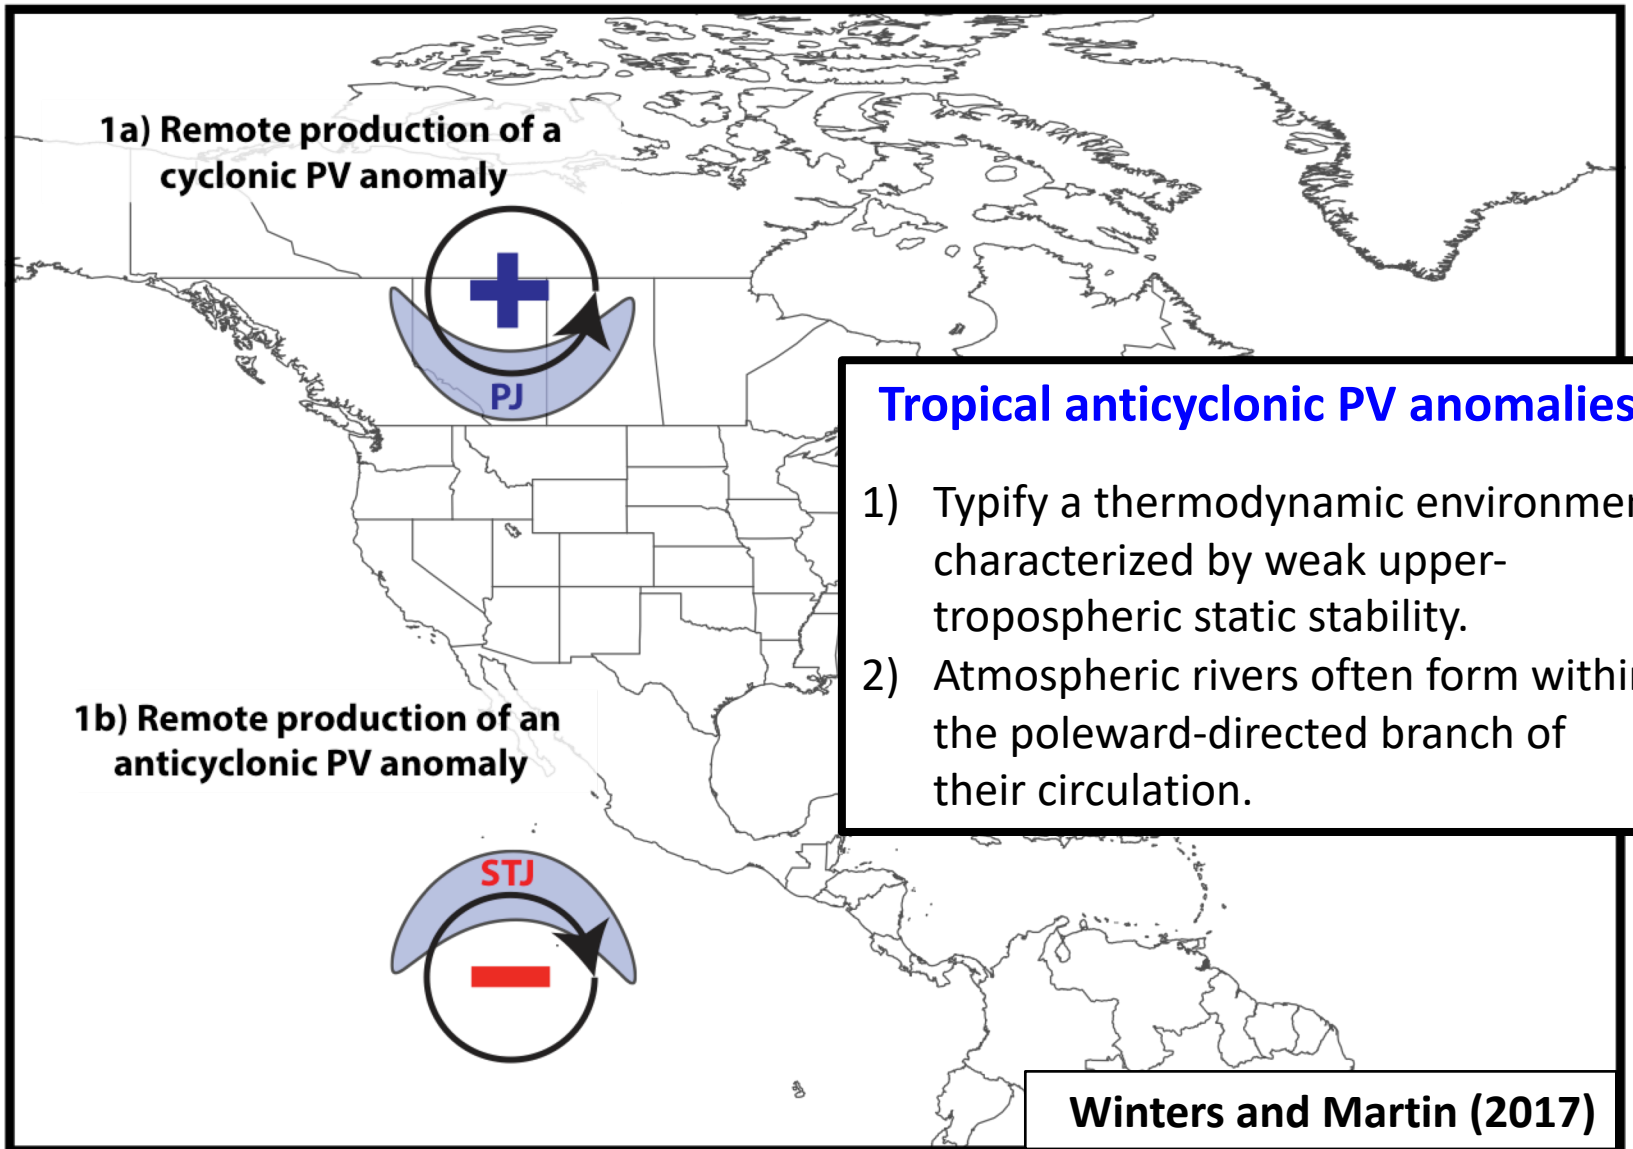 1a) Remote production of a
cyclonic PV anomaly
PJ
Tropical anticyclonic PV anomalies
1) Typify a thermodynamic environmen
characterized by weak upper-
tropospheric static stability.
2) Atmospheric rivers often form within
the poleward-directed branch of
their circulation.
1b) Remote production of an
anticyclonic PV anomaly
STJ
Winters and Martin (2017)